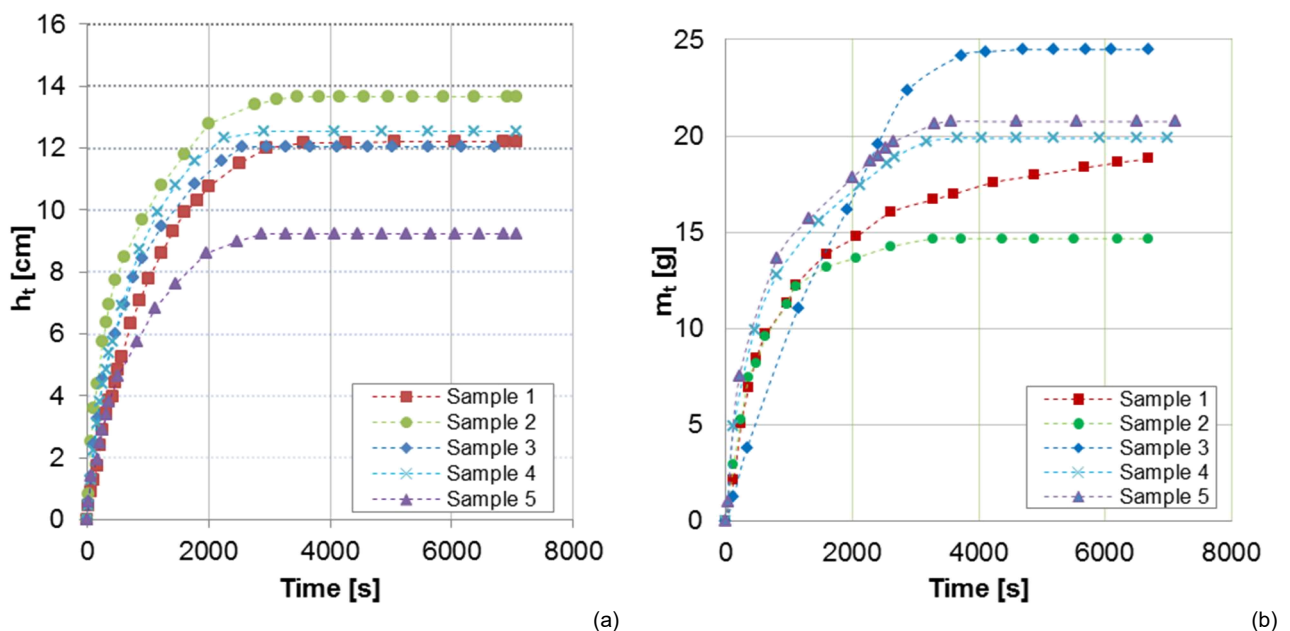 16
14
12
10
8
6
4
2
0
h_t [cm]
0 2000 4000 6000 8000
Time [s]
Sample 1
Sample 2
Sample 3
Sample 4
Sample 5
(a)
25
20
15
10
5
0
m_t [g]
0 2000 4000 6000 8000
Time [s]
Sample 1
Sample 2
Sample 3
Sample 4
Sample 5
(b)